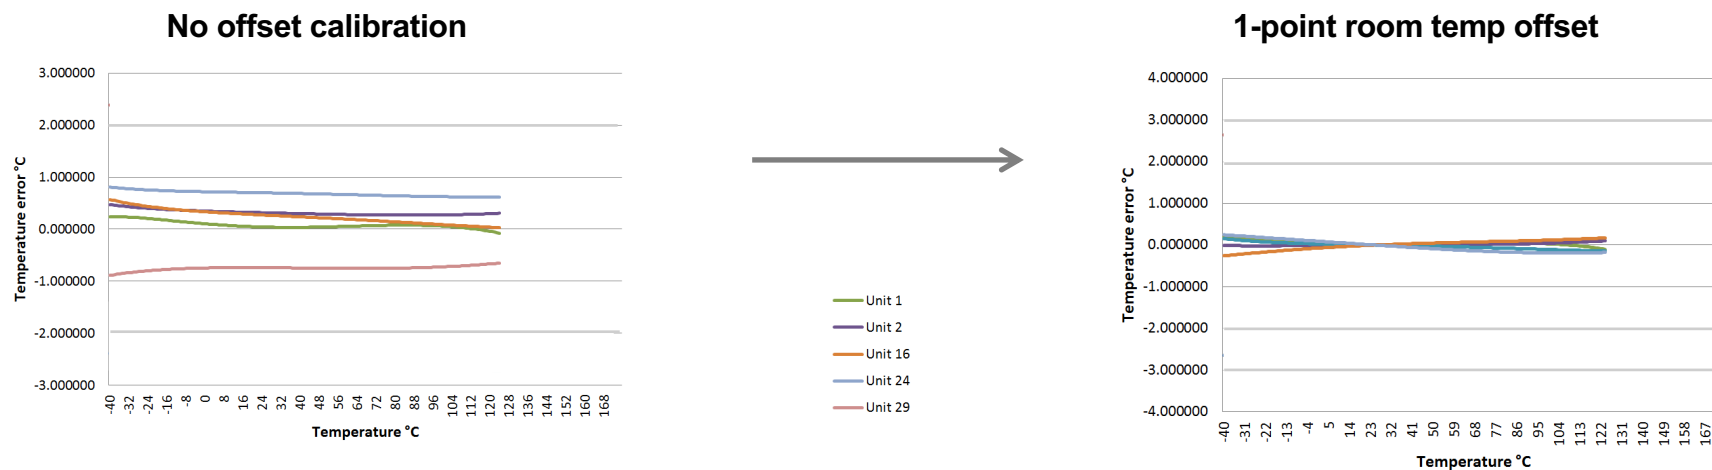 No offset calibration
3.000000
2.000000
1.000000
0.000000
-1.000000
-2.000000
-3.000000
Temperature error °C
-40 -32 -24 -16 -8 0 8 16 24 32 40 48 56 64 72 80 88 96 104 112 120 128 136 144 152 160 168
Temperature °C
Unit 1
Unit 2
Unit 16
Unit 24
Unit 29
1-point room temp offset
4.000000
3.000000
2.000000
1.000000
0.000000
-1.000000
-2.000000
-3.000000
-4.000000
Temperature error °C
-40 -31 -22 -13 -4 5 14 23 32 41 50 59 68 77 86 95 104 113 122 131 140 149 158 167
Temperature °C